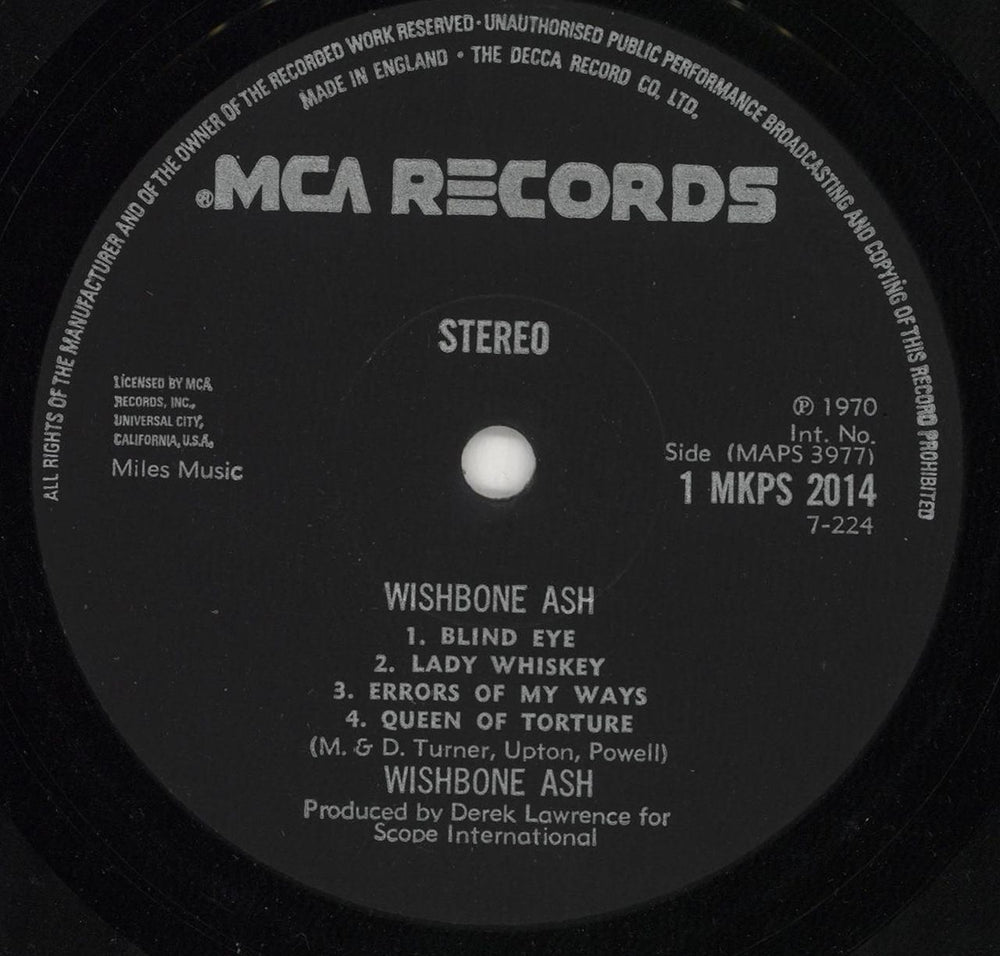 ALL RIGHTS OF THE MANUFACTURER AND OF THE OWNER OF THE RECORDED WORK RESERVED · UNAUTHORISED PUBLIC PERFORMANCE BROADCASTING AND COPYING OF THIS RECORD PROHIBITED
MADE IN ENGLAND • THE DECCA RECORD CO. LTD.
® MCA RECORDS
STEREO
LICENSED BY MCA
RECORDS, INC.,
UNIVERSAL CITY,
CALIFORNIA, U.S.A.
Miles Music
℗ 1970
Int. No.
Side (MAPS 3977)
1 MKPS 2014
7-224
WISHBONE ASH
1. BLIND EYE
2. LADY WHISKEY
3. ERRORS OF MY WAYS
4. QUEEN OF TORTURE
(M. & D. Turner, Upton, Powell)
WISHBONE ASH
Produced by Derek Lawrence for
Scope International